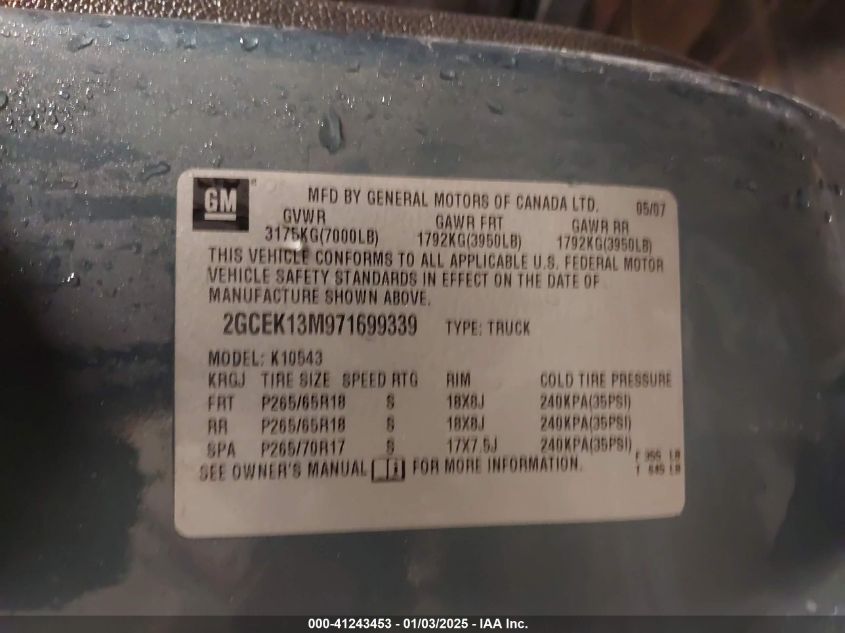 GM
MFD BY GENERAL MOTORS OF CANADA LTD. 05/07
GVWR GAWR FRT GAWR RR
3175KG(7000LB) 1792KG(3950LB) 1792KG(3950LB)
THIS VEHICLE CONFORMS TO ALL APPLICABLE U.S. FEDERAL MOTOR
VEHICLE SAFETY STANDARDS IN EFFECT ON THE DATE OF
MANUFACTURE SHOWN ABOVE.
2GCEK13M971699339 TYPE: TRUCK
MODEL: K10543
KRGJ TIRE SIZE SPEED RTG RIM COLD TIRE PRESSURE
FRT P265/65R18 S 18X8J 240KPA(35PSI)
RR P265/65R18 S 18X8J 240KPA(35PSI)
SPA P265/70R17 S 17X7.5J 240KPA(35PSI)
SEE OWNER'S MANUAL i FOR MORE INFORMATION.
F LB
T LB
000-41243453 - 01/03/2025 - IAA Inc.